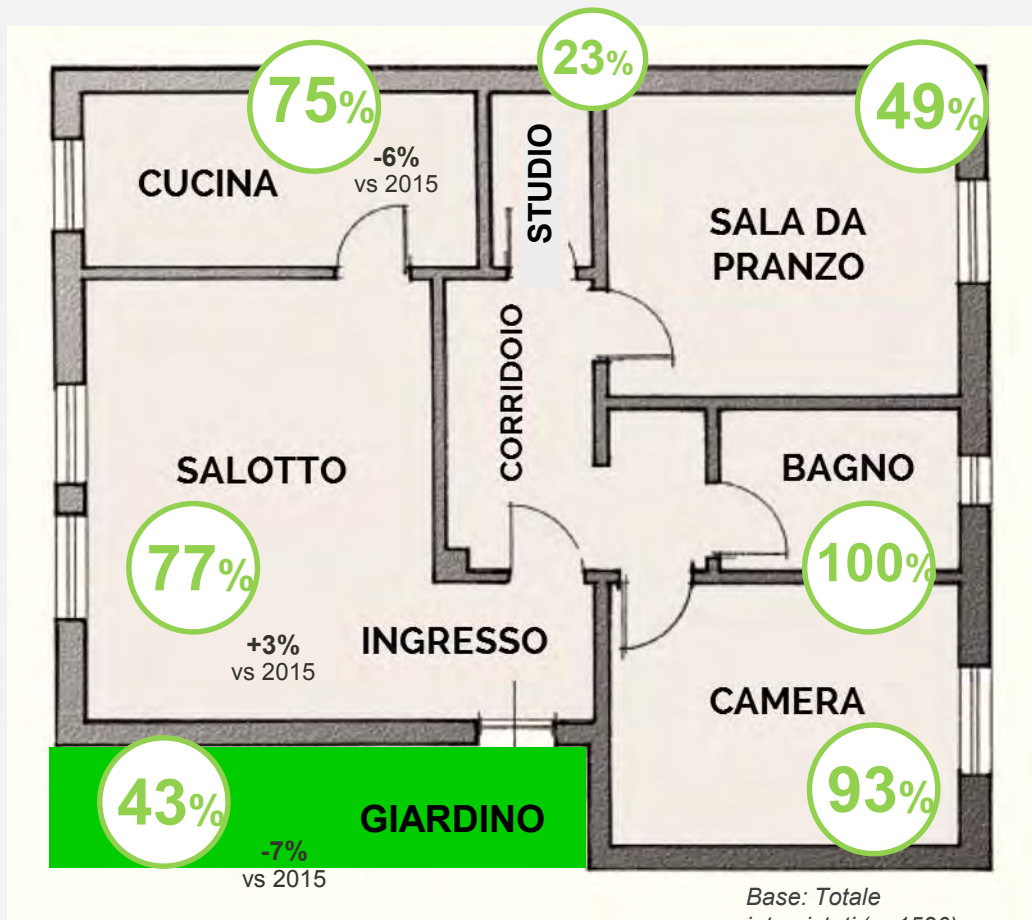 23%
75%
49%
-6%
vs 2015
CUCINA
STUDIO
SALA DA
PRANZO
CORRIDOIO
SALOTTO
BAGNO
77%
100%
+3%
vs 2015
INGRESSO
CAMERA
43%
93%
GIARDINO
-7%
vs 2015
Base: Totale